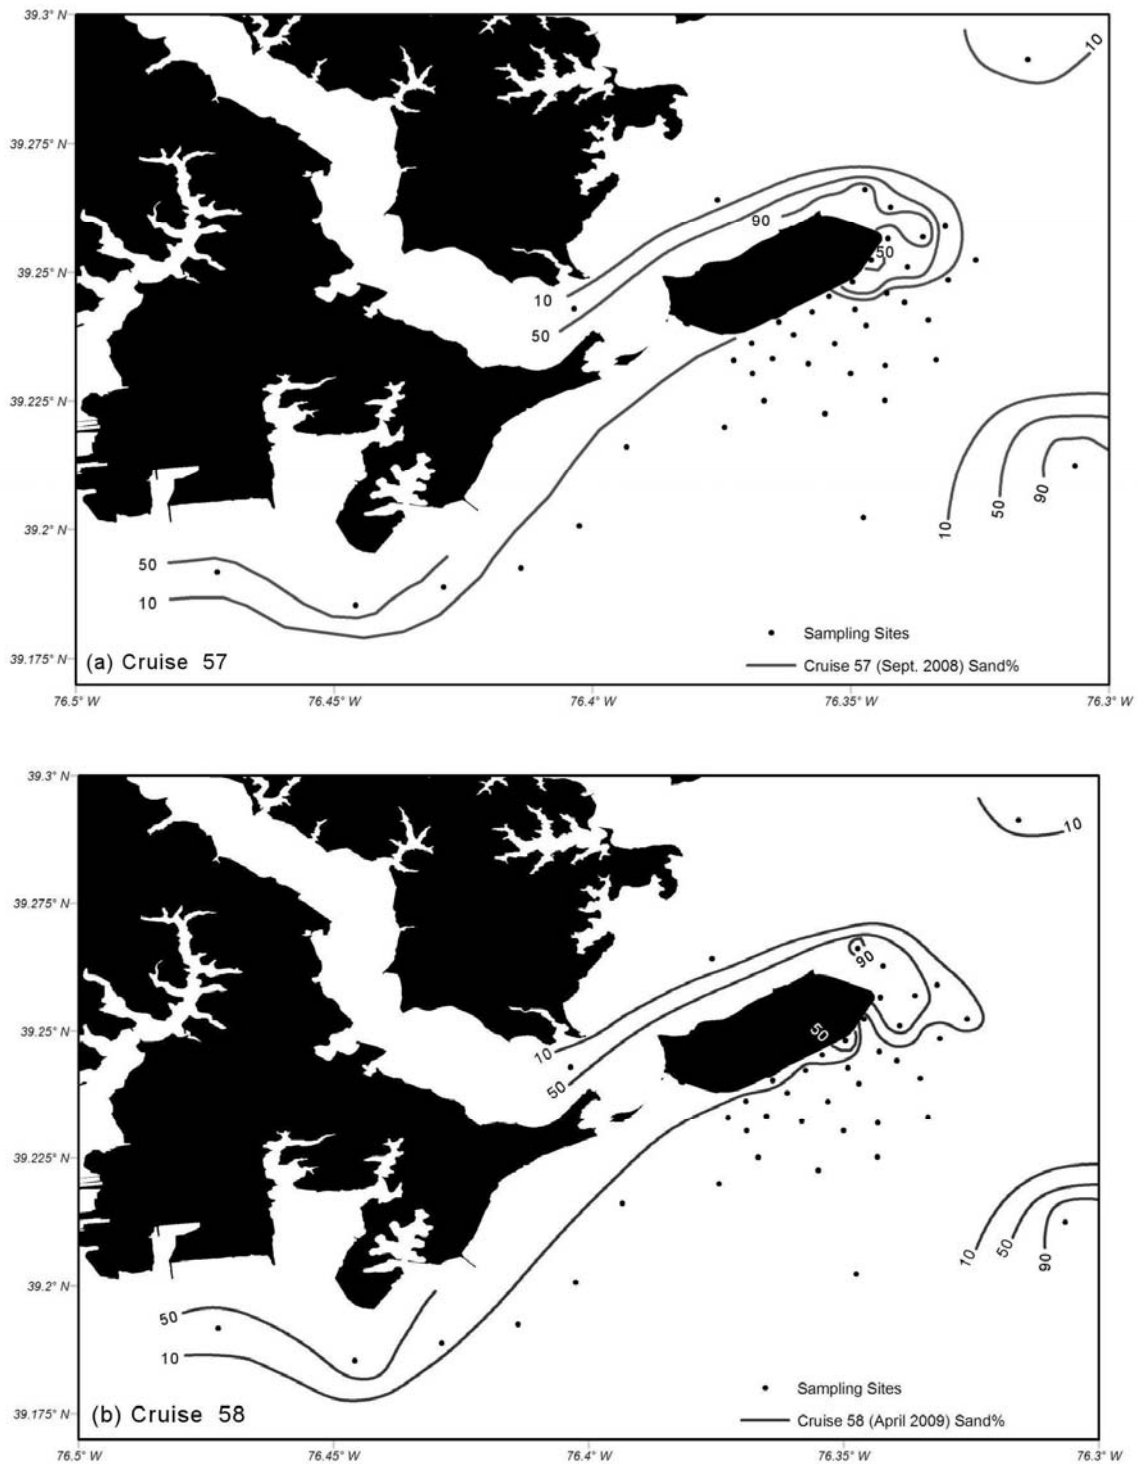 39.3° N
10
39.275° N
90
50
39.25° N
10
50
39.225° N
50
90
10
39.2° N
50
10
Sampling Sites
(a) Cruise 57
Cruise 57 (Sept. 2008) Sand%
39.175° N
76.5° W 76.45° W 76.4° W 76.35° W 76.3° W
39.3° N
10
39.275° N
90
39.25° N
50
10
50
39.225° N
50
10
90
39.2° N
50
10
Sampling Sites
(b) Cruise 58
Cruise 58 (April 2009) Sand%
39.175° N
76.5° W 76.45° W 76.4° W 76.35° W 76.3° W